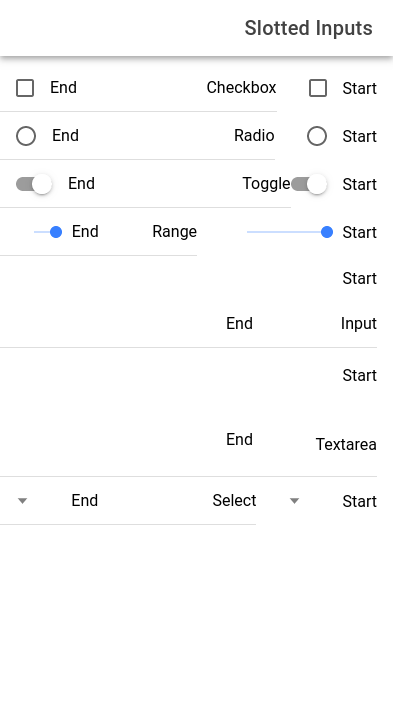 Slotted Inputs
Start Checkbox End
Start Radio End
Start Toggle End
Start Range End
Start
Input End
Start
Textarea End
Start Select End